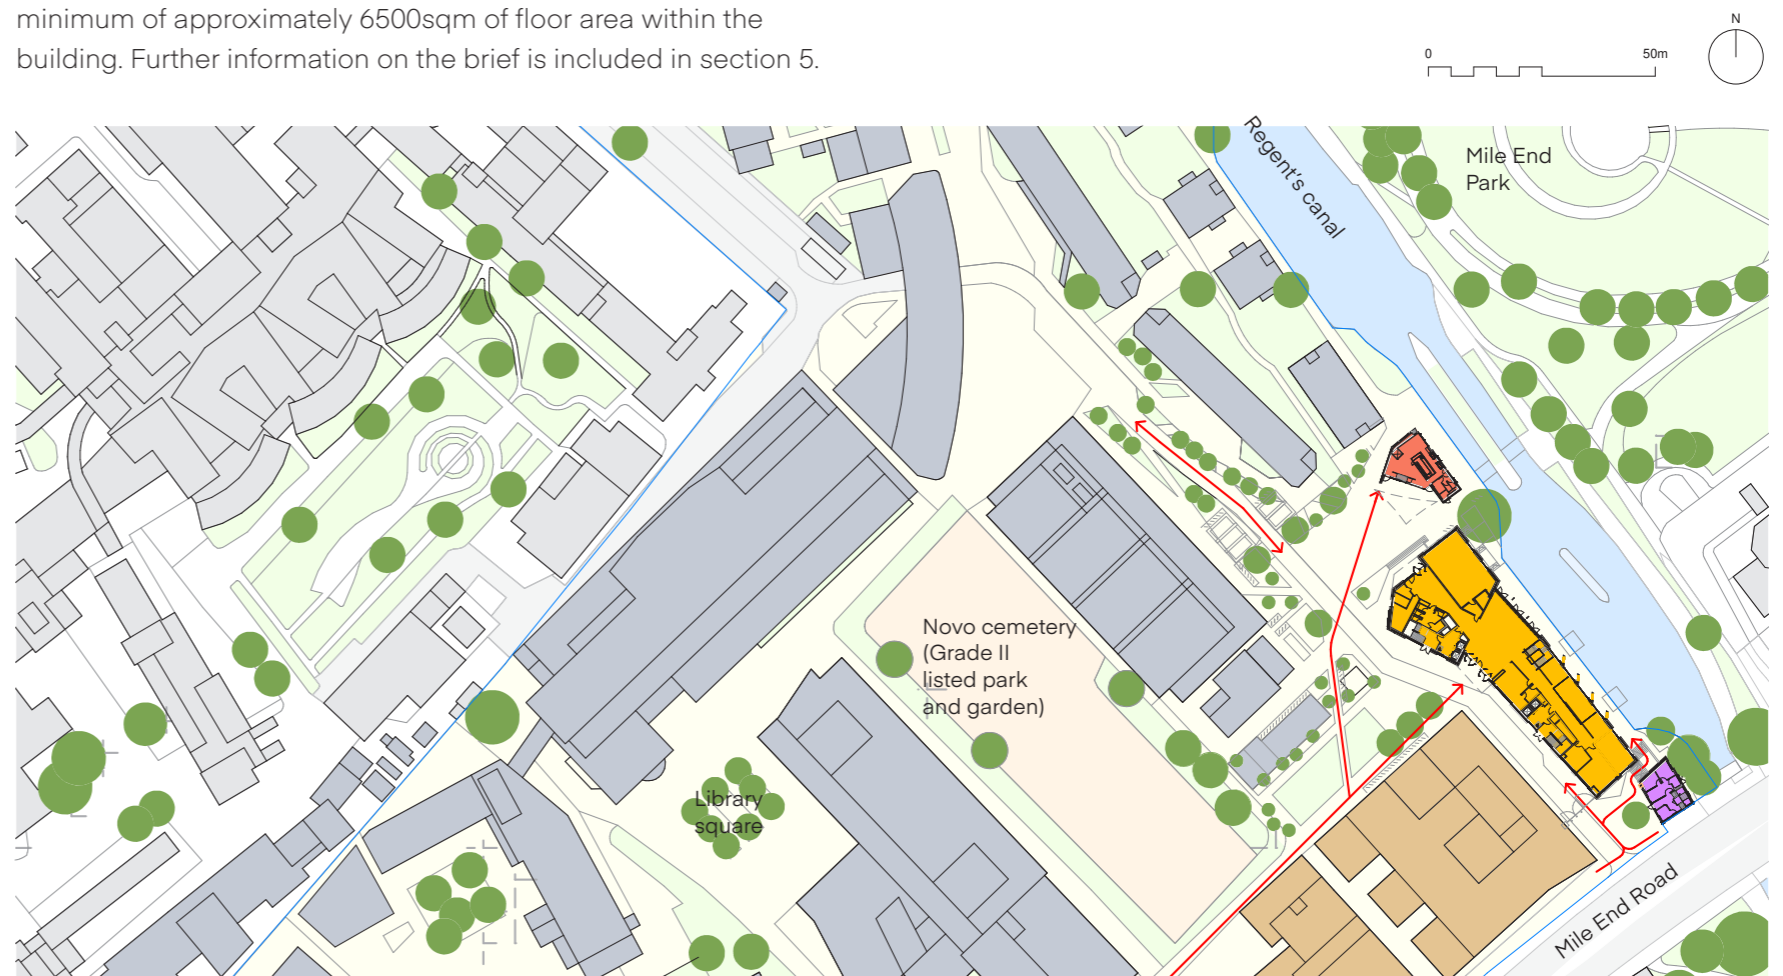 minimum of approximately 6500sqm of floor area within the
building. Further information on the brief is included in section 5.
N
0
50m
Regent's canal
Mile End
Park
Novo cemetery
(Grade II
listed park
and garden)
Library
square
Mile End Road